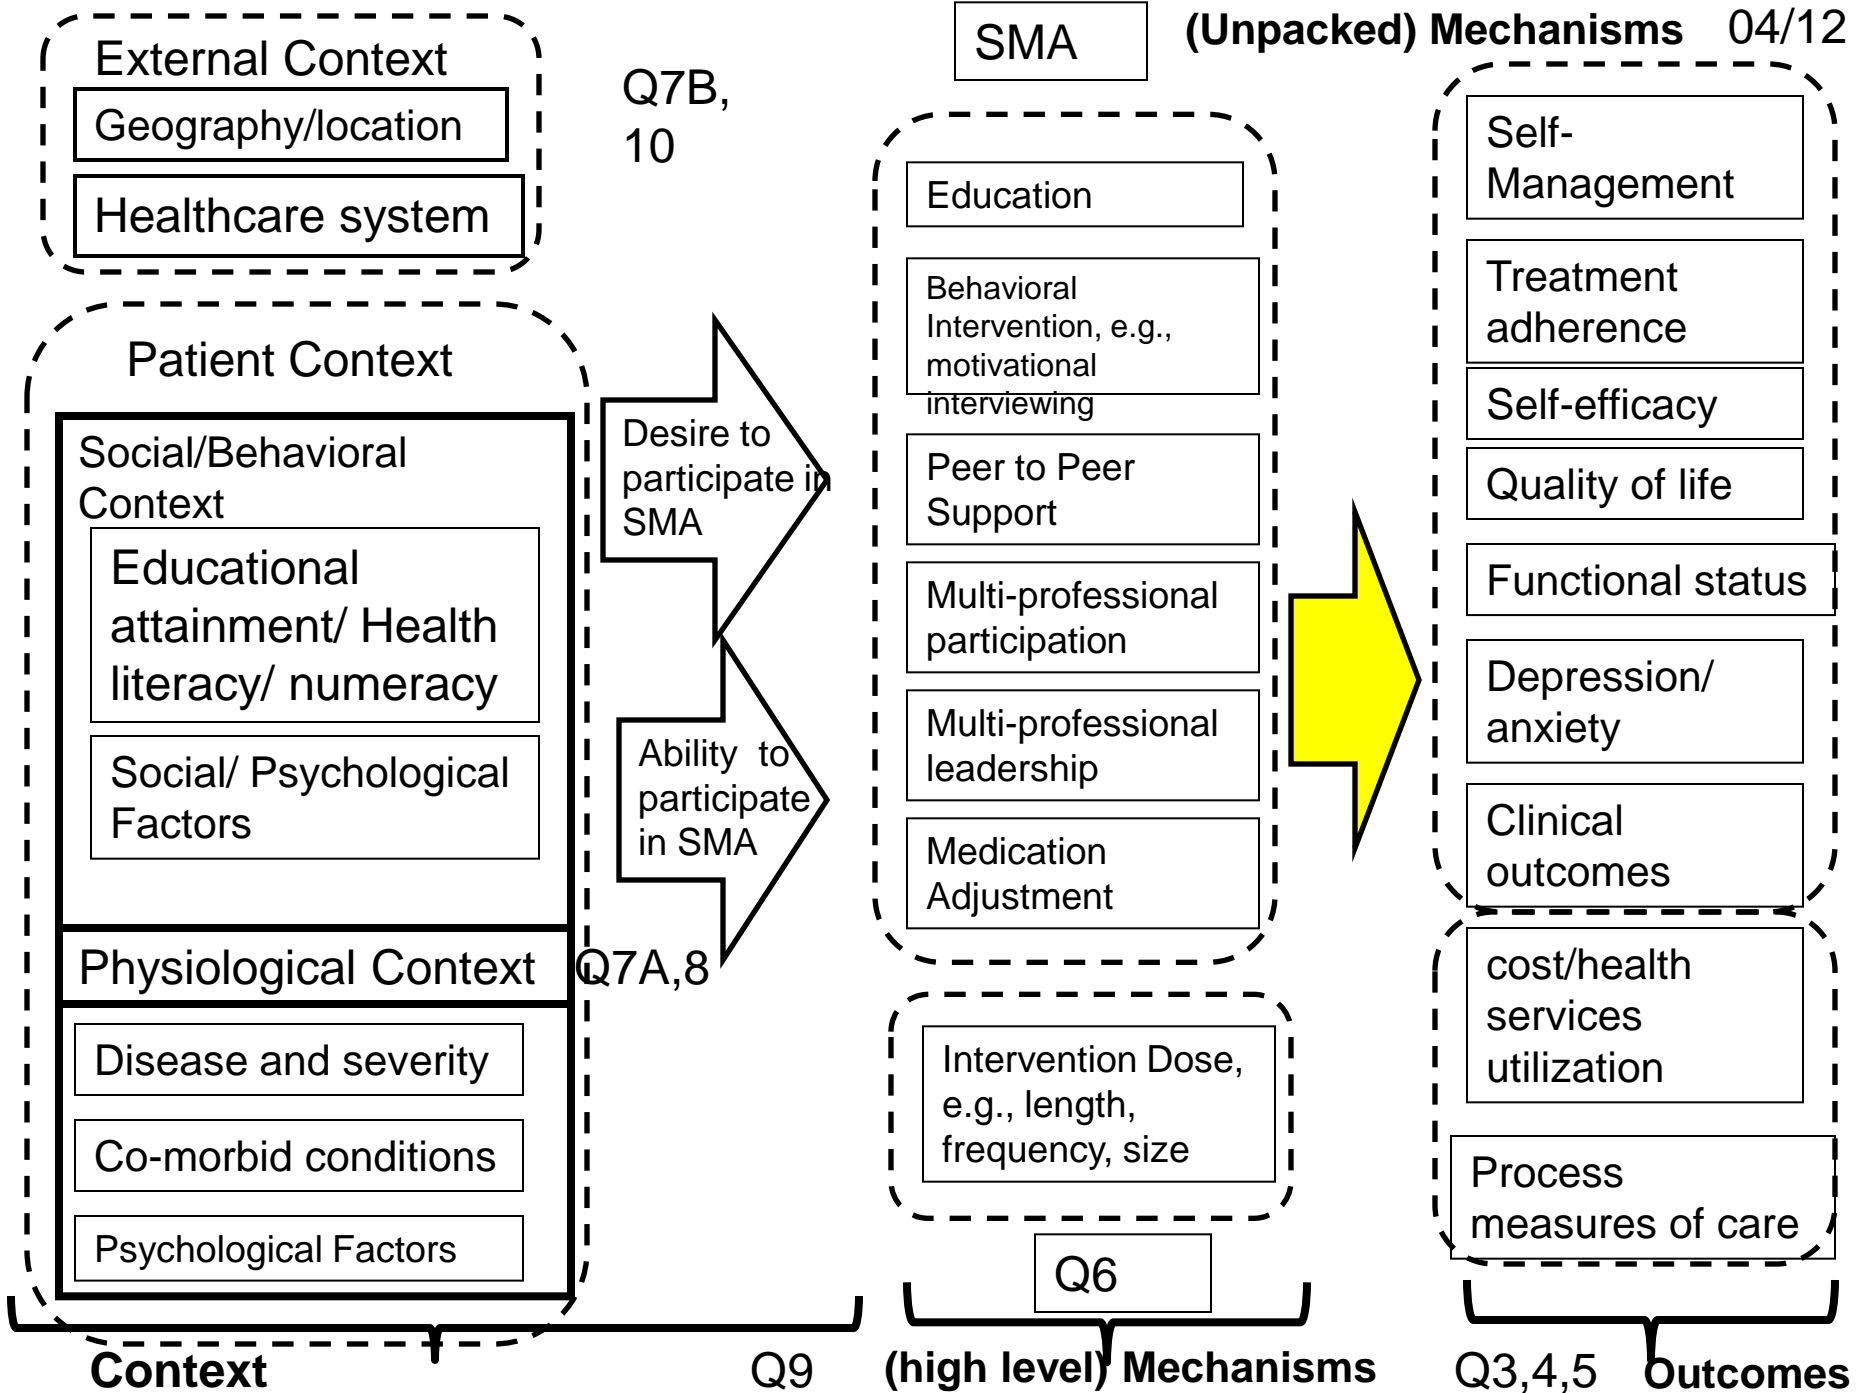 External Context
Geography/location
Healthcare system
Q7B,
10
Patient Context
Social/Behavioral
Context
Educational
attainment/ Health
literacy/ numeracy
Social/ Psychological
Factors
Physiological Context
Q7A,8
Disease and severity
Co-morbid conditions
Psychological Factors
Context
Q9
Desire to
participate in
SMA
Ability to
participate
in SMA
SMA
(Unpacked) Mechanisms
04/12
Education
Behavioral
Intervention, e.g.,
motivational
interviewing
Peer to Peer
Support
Multi-professional
participation
Multi-professional
leadership
Medication
Adjustment
Intervention Dose,
e.g., length,
frequency, size
Q6
(high level) Mechanisms
Self-
Management
Treatment
adherence
Self-efficacy
Quality of life
Functional status
Depression/
anxiety
Clinical
outcomes
cost/health
services
utilization
Process
measures of care
Q3,4,5
Outcomes